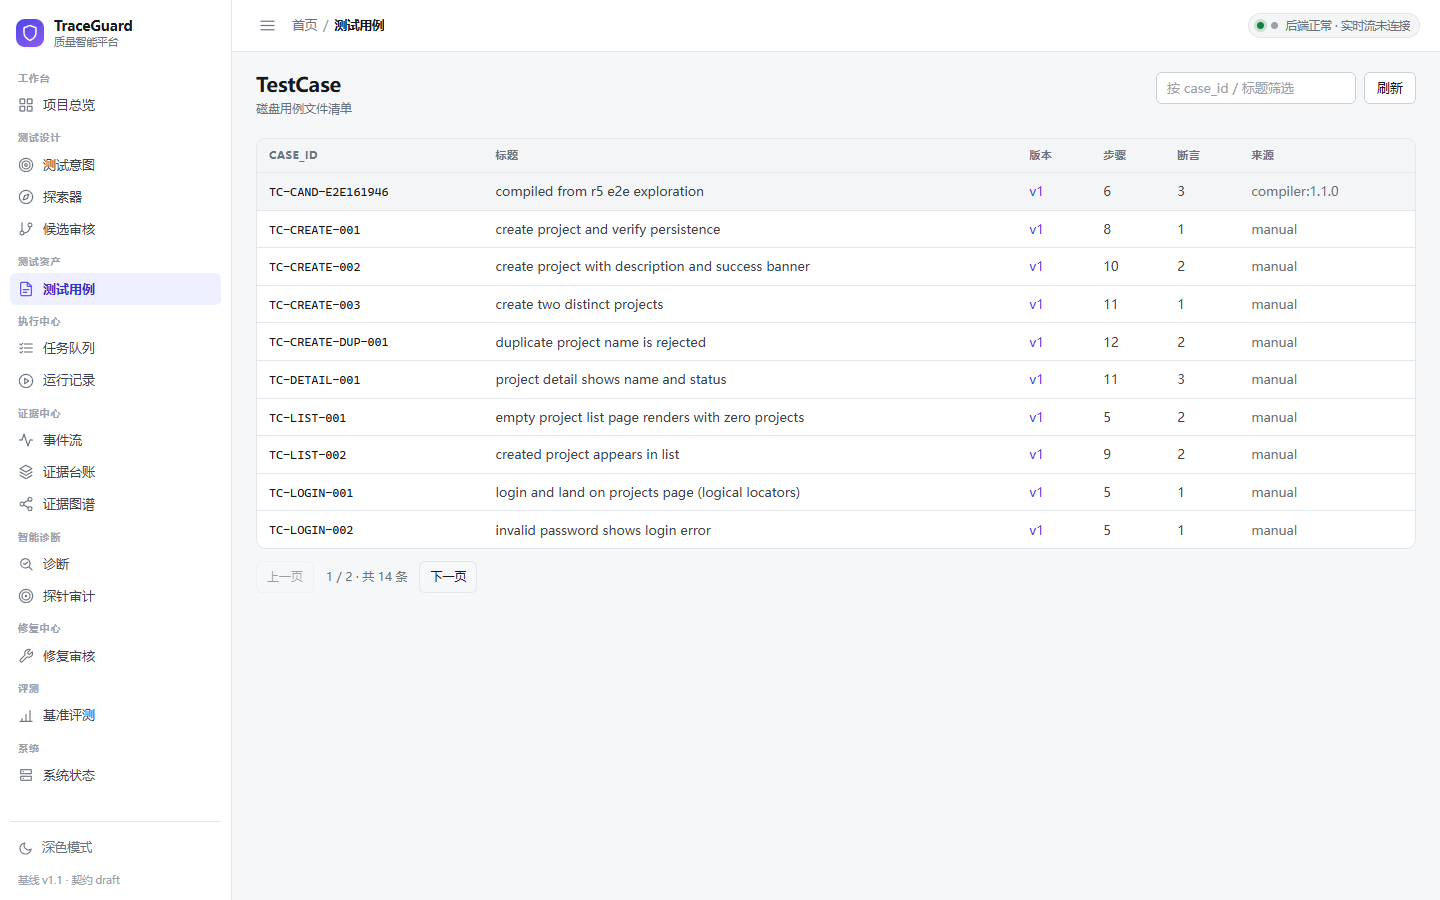 TraceGuard
质量智能平台
工作台
项目总览
测试设计
测试意图
探索器
候选审核
测试资产
测试用例
执行中心
任务队列
运行记录
证据中心
事件流
证据台账
证据图谱
智能诊断
诊断
探针审计
修复中心
修复审核
评测
基准评测
系统
系统状态
深色模式
基线 v1.1 · 契约 draft
首页 / 测试用例
后端正常 · 实时流未连接
TestCase
磁盘用例文件清单
按 case_id / 标题筛选
刷新
CASE_ID 标题 版本 步骤 断言 来源
TC-CAND-E2E161946 compiled from r5 e2e exploration v1 6 3 compiler:1.1.0
TC-CREATE-001 create project and verify persistence v1 8 1 manual
TC-CREATE-002 create project with description and success banner v1 10 2 manual
TC-CREATE-003 create two distinct projects v1 11 1 manual
TC-CREATE-DUP-001 duplicate project name is rejected v1 12 2 manual
TC-DETAIL-001 project detail shows name and status v1 11 3 manual
TC-LIST-001 empty project list page renders with zero projects v1 5 2 manual
TC-LIST-002 created project appears in list v1 9 2 manual
TC-LOGIN-001 login and land on projects page (logical locators) v1 5 1 manual
TC-LOGIN-002 invalid password shows login error v1 5 1 manual
上一页 1 / 2 · 共 14 条 下一页